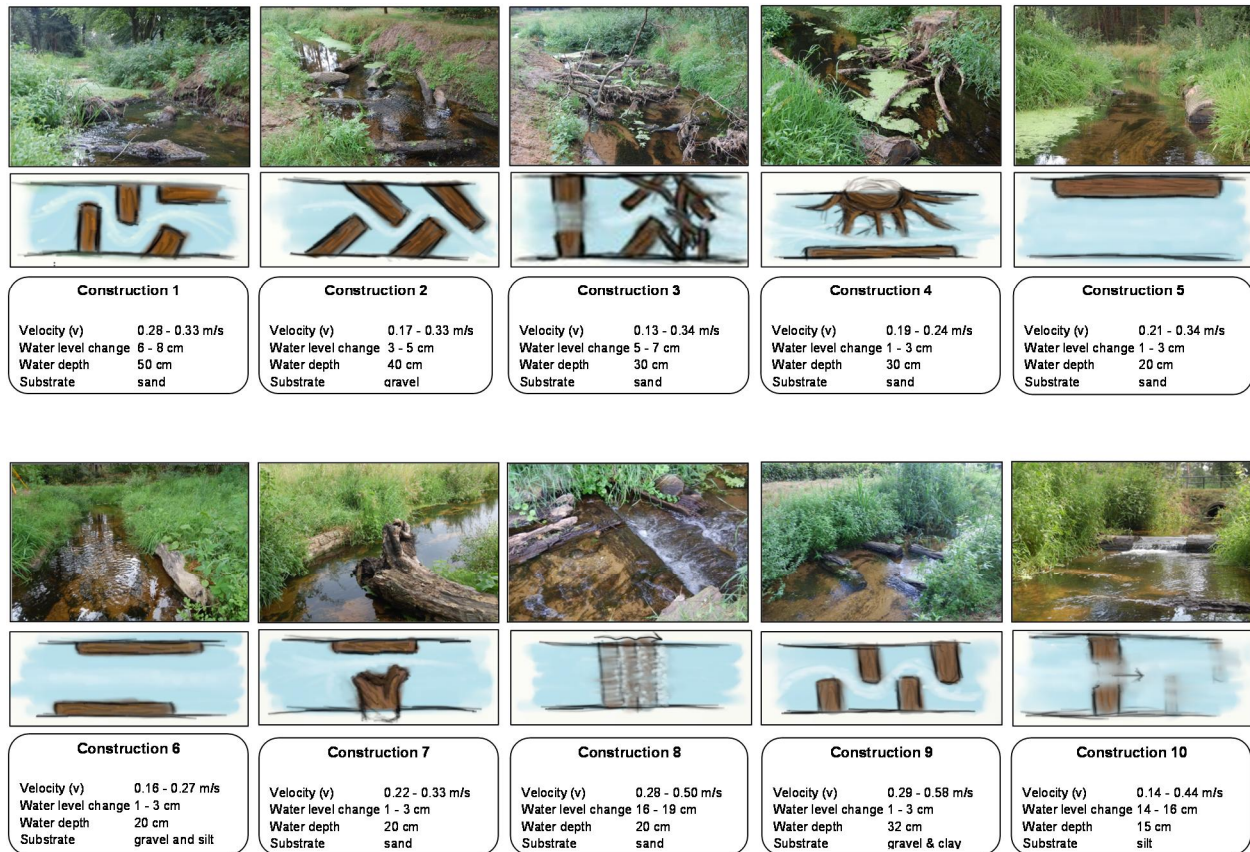 Construction 1
Velocity (v) 0.28 - 0.33 m/s
Water level change 6 - 8 cm
Water depth 50 cm
Substrate sand
Construction 2
Velocity (v) 0.17 - 0.33 m/s
Water level change 3 - 5 cm
Water depth 40 cm
Substrate gravel
Construction 3
Velocity (v) 0.13 - 0.34 m/s
Water level change 5 - 7 cm
Water depth 30 cm
Substrate sand
Construction 4
Velocity (v) 0.19 - 0.24 m/s
Water level change 1 - 3 cm
Water depth 30 cm
Substrate sand
Construction 5
Velocity (v) 0.21 - 0.34 m/s
Water level change 1 - 3 cm
Water depth 20 cm
Substrate sand
Construction 6
Velocity (v) 0.16 - 0.27 m/s
Water level change 1 - 3 cm
Water depth 20 cm
Substrate gravel and silt
Construction 7
Velocity (v) 0.22 - 0.33 m/s
Water level change 1 - 3 cm
Water depth 20 cm
Substrate sand
Construction 8
Velocity (v) 0.28 - 0.50 m/s
Water level change 16 - 19 cm
Water depth 20 cm
Substrate sand
Construction 9
Velocity (v) 0.29 - 0.58 m/s
Water level change 1 - 3 cm
Water depth 32 cm
Substrate gravel & clay
Construction 10
Velocity (v) 0.14 - 0.44 m/s
Water level change 14 - 16 cm
Water depth 15 cm
Substrate silt